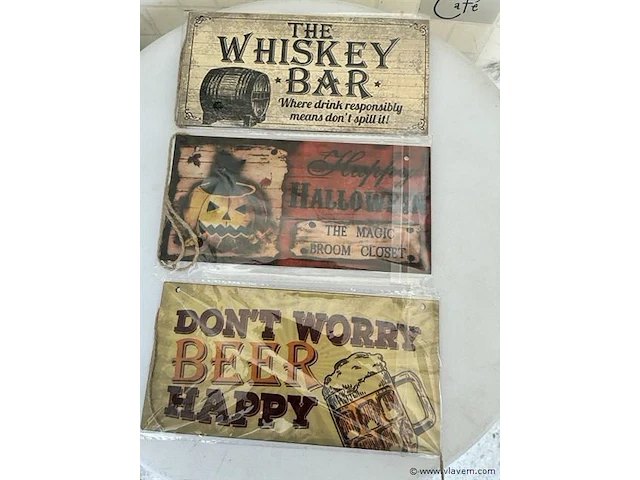 Café
THE
WHISKEY
BAR
Where drink responsibly
means don't spill it!
Happy
HALLOWEEN
THE MAGIC
BROOM CLOSET
DON'T WORRY
BEER
HAPPY
© www.vlavem.com